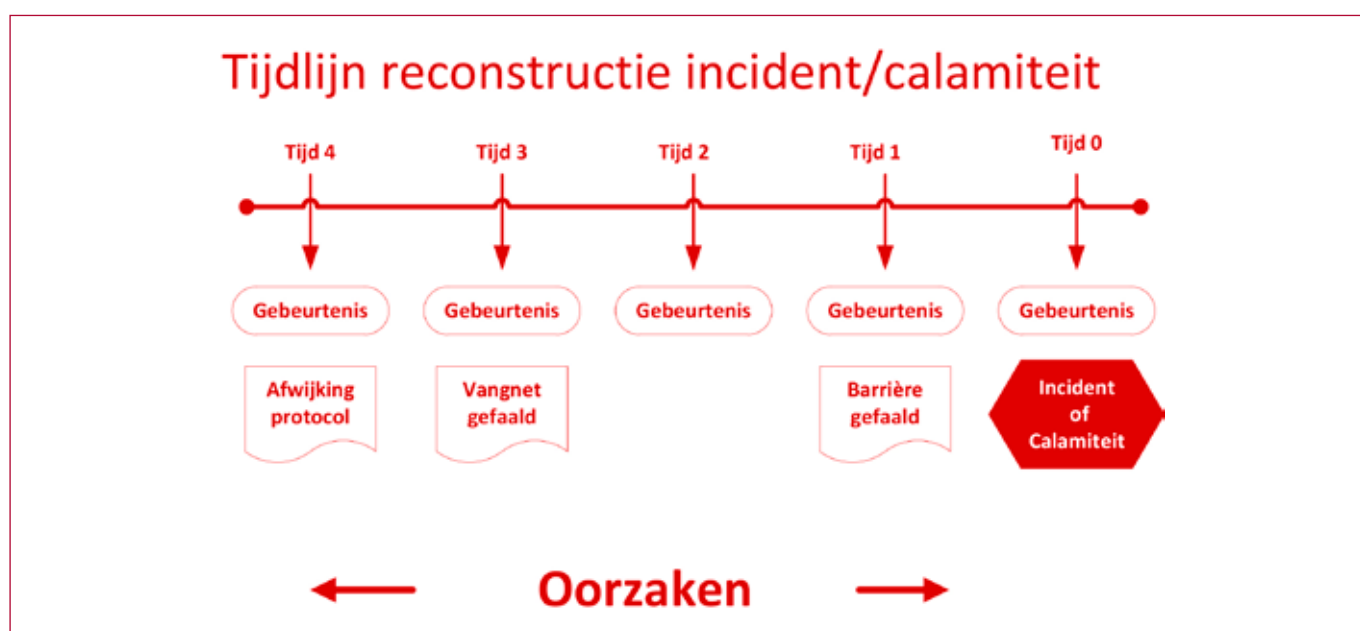 Tijdlijn reconstructie incident/calamiteit
Tijd 4 Tijd 3 Tijd 2 Tijd 1 Tijd 0
Gebeurtenis Gebeurtenis Gebeurtenis Gebeurtenis Gebeurtenis
Afwijking
protocol
Vangnet
gefaald
Barrière
gefaald
Incident
of
Calamiteit
Oorzaken